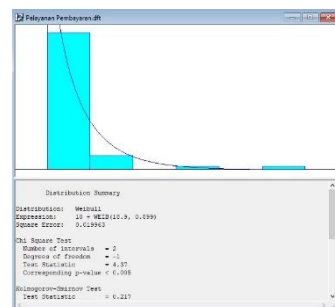 Pelayanan Pembayaran.dft
Distribution Summary
Distribution: Weibull
Expression: 10 + WEIB(10.9, 0.899)
Square Error: 0.019963
Chi Square Test
Number of intervals = 2
Degrees of freedom = -1
Test Statistic = 4.37
Corresponding p-value < 0.005
Kolmogorov-Smirnov Test
Test Statistic = 0.217